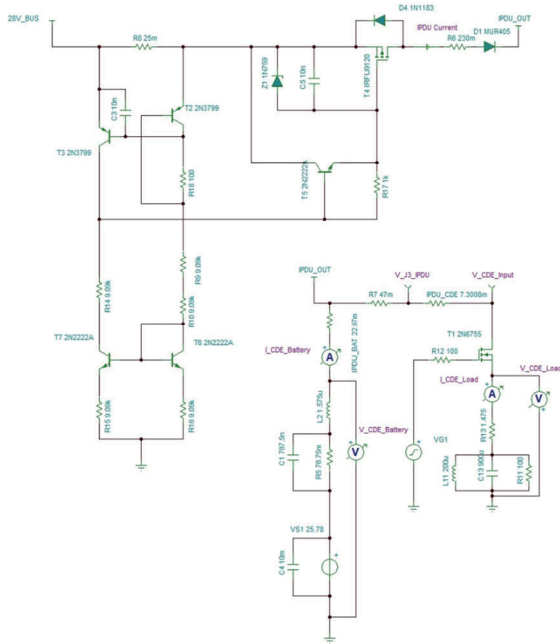 28V_BUS
R8 25m
D4 1N1183
IPDU Current
R6 230m
D1 MUR405
IPDU_OUT
Z1 1N759
C5 10n
T4 IRFU9120
C3 10n
T2 2N3799
T3 2N3799
R18 100
T5 2N2222A
R17 1k
R9 9.09k
R14 9.09k
R10 9.09k
T7 2N2222A
T6 2N2222A
R15 9.09k
R16 9.09k
IPDU_OUT
V_J3_IPDU
V_CDE_Input
R7 47m
IPDU_CDE 7.3008m
IPDU_BAT 22.97m
I_CDE_Battery
A
T1 2N6755
R12 100
I_CDE_Load
A
V_CDE_Load
V
L2 1.575u
V_CDE_Battery
V
C1 787.5n
R5 78.75m
VG1
R13 1.475
L11 200u
C13 900u
R11 100
VS1 25.78
C4 10m